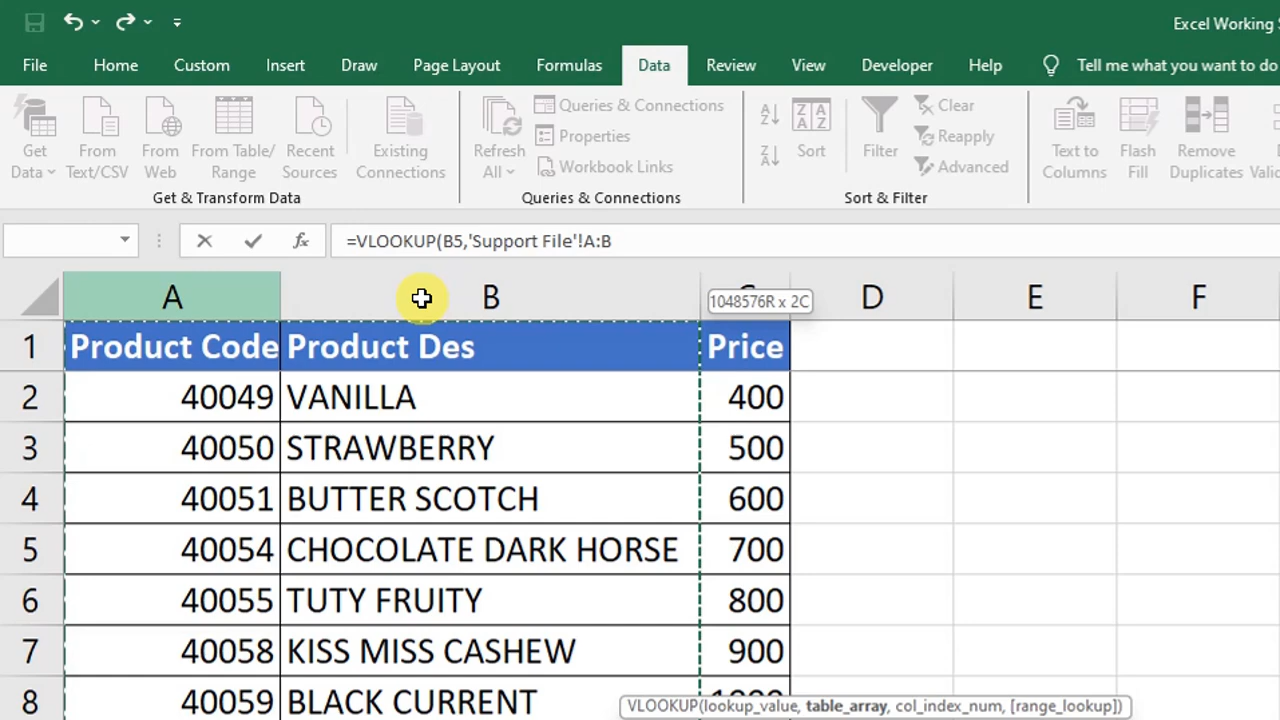 Excel Working
File Home Custom Insert Draw Page Layout Formulas Data Review View Developer Help Tell me what you want to do
Get Data
From Text/CSV
From Web
From Table/ Range
Recent Sources
Existing Connections
Refresh All
Queries & Connections
Properties
Workbook Links
Sort
Filter
Clear
Reapply
Advanced
Text to Columns
Flash Fill
Remove Duplicates
Get & Transform Data Queries & Connections Sort & Filter
fx =VLOOKUP(B5,'Support File'!A:B
A B D E F
1048576R x 2C
1 Product Code Product Des Price
2 40049 VANILLA 400
3 40050 STRAWBERRY 500
4 40051 BUTTER SCOTCH 600
5 40054 CHOCOLATE DARK HORSE 700
6 40055 TUTY FRUITY 800
7 40058 KISS MISS CASHEW 900
8 40059 BLACK CURRENT
VLOOKUP(lookup_value, table_array, col_index_num, [range_lookup])